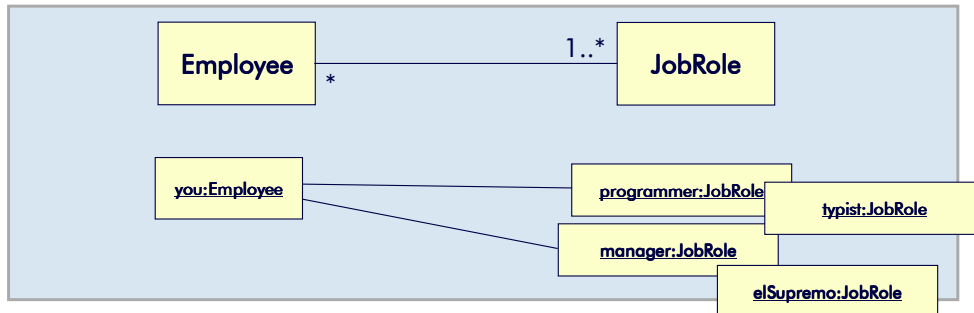 Employee
1..*
*
JobRole
you:Employee
programmer:JobRole
typist:JobRole
manager:JobRole
elSupremo:JobRole